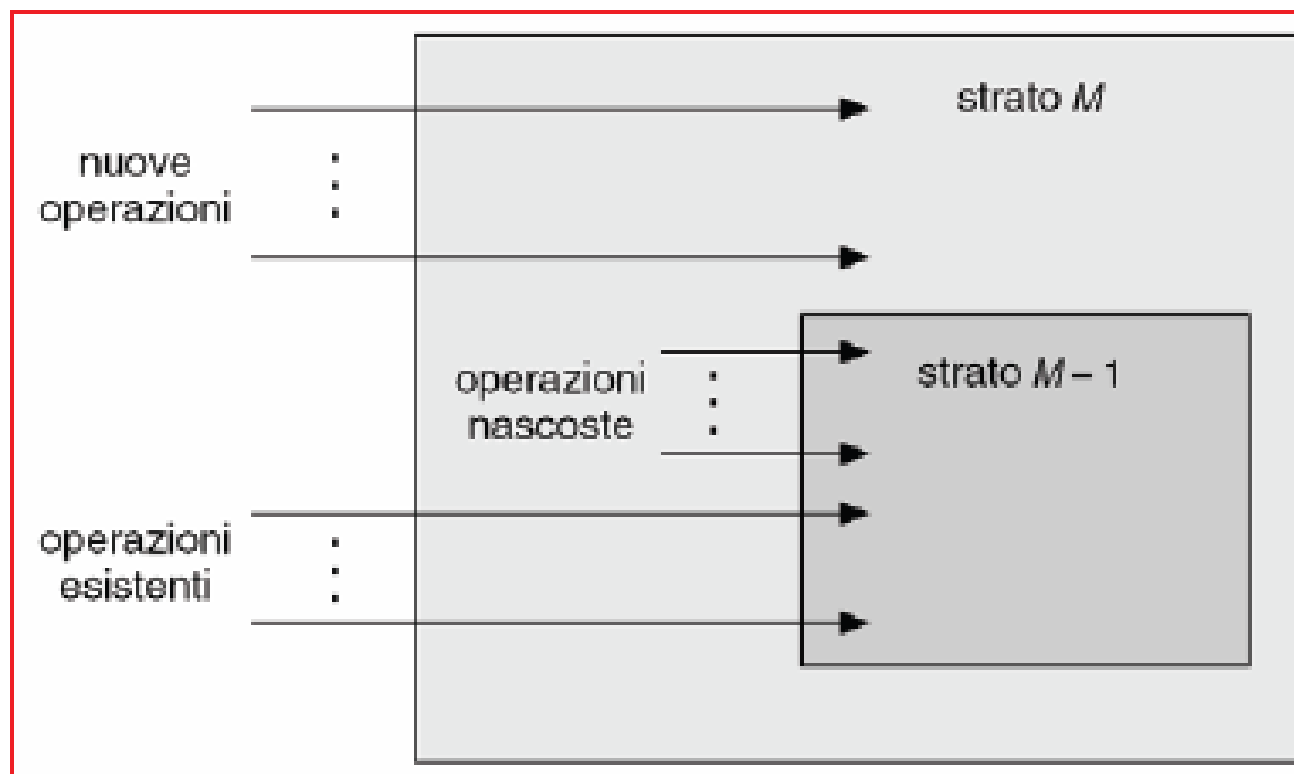 strato M
nuove
operazioni
operazioni
nascoste
strato M – 1
operazioni
esistenti